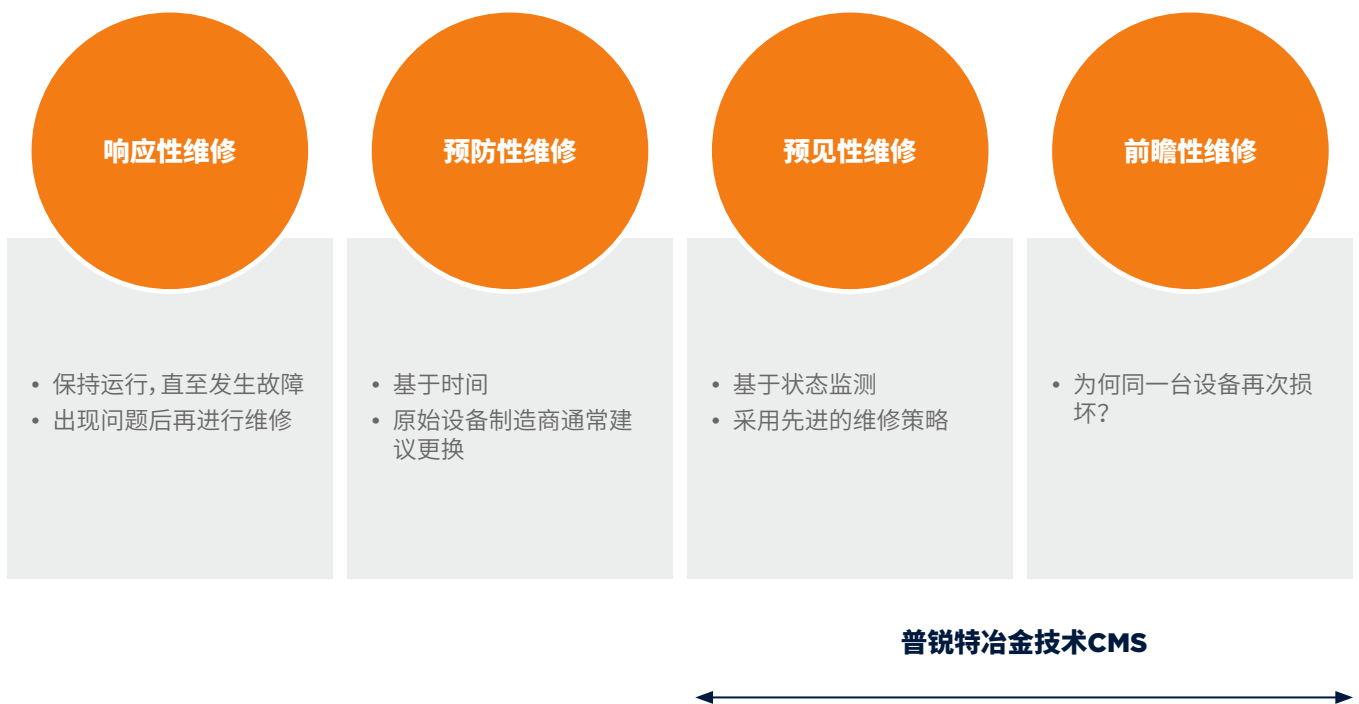 响应性维修
预防性维修
预见性维修
前瞻性维修
• 保持运行，直至发生故障
• 出现问题后再进行维修
• 基于时间
• 原始设备制造商通常建
议更换
• 基于状态监测
• 采用先进的维修策略
• 为何同一台设备再次损
坏？
普锐特冶金技术CMS